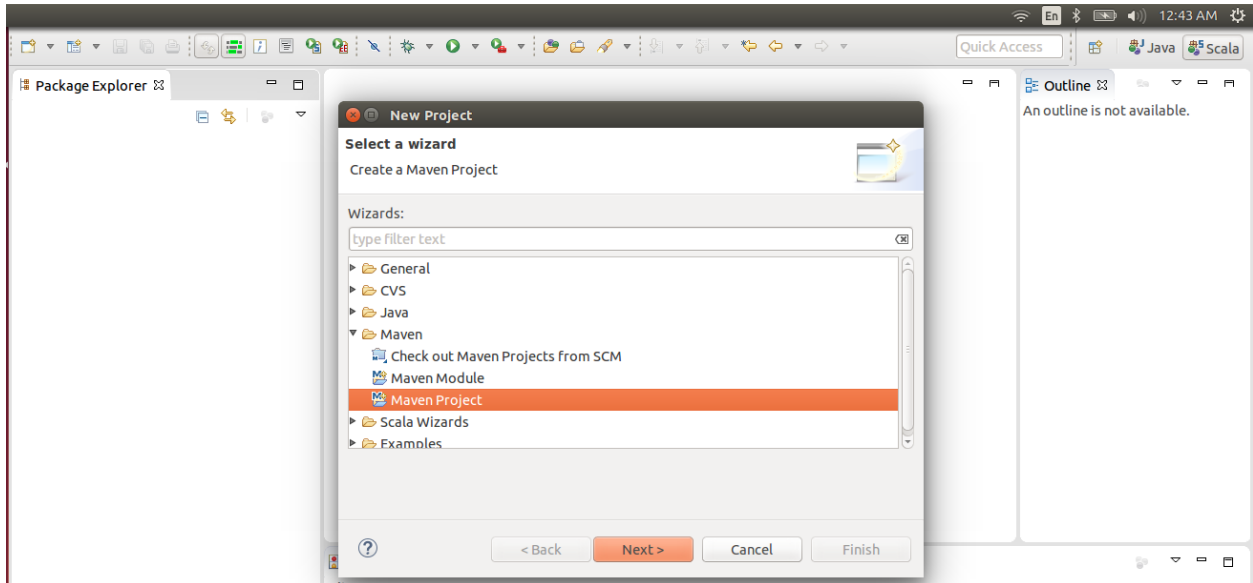 En 12:43 AM
Quick Access Java Scala
Package Explorer
Outline
An outline is not available.
New Project
Select a wizard
Create a Maven Project
Wizards:
type filter text
General
CVS
Java
Maven
Check out Maven Projects from SCM
Maven Module
Maven Project
Scala Wizards
Examples
? < Back Next > Cancel Finish